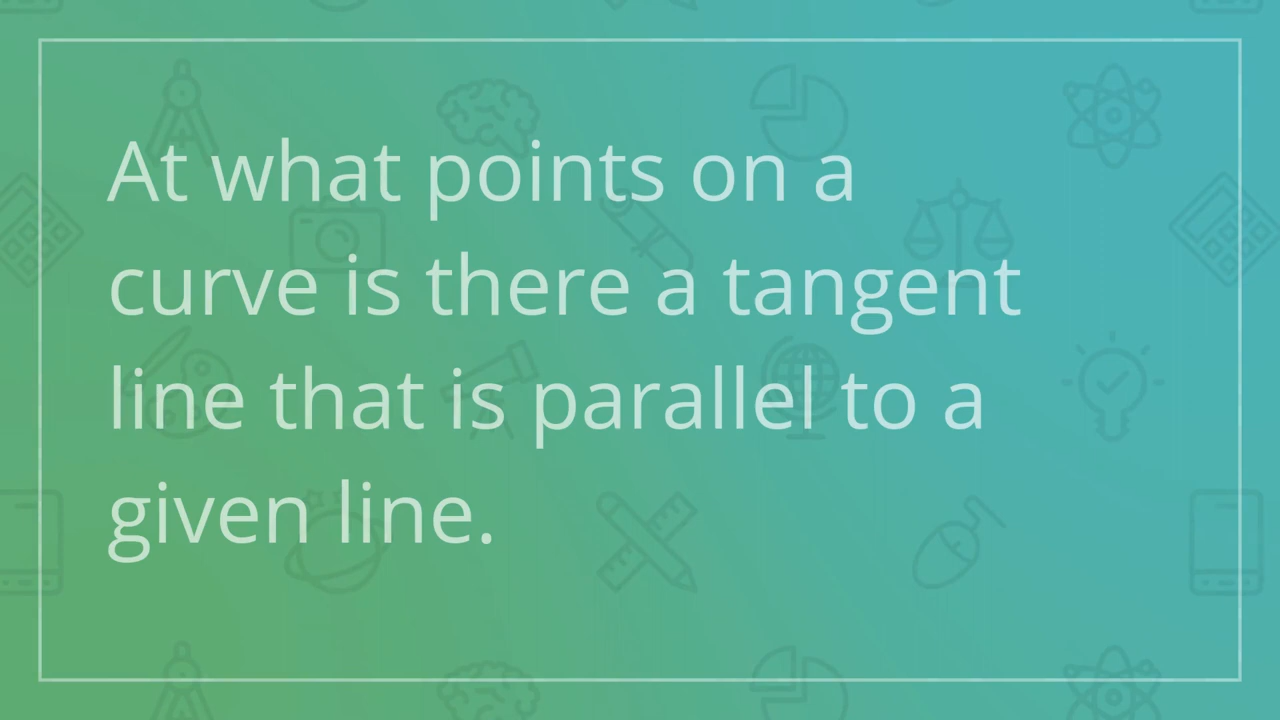 At what points on a
curve is there a tangent
line that is parallel to a
given line.